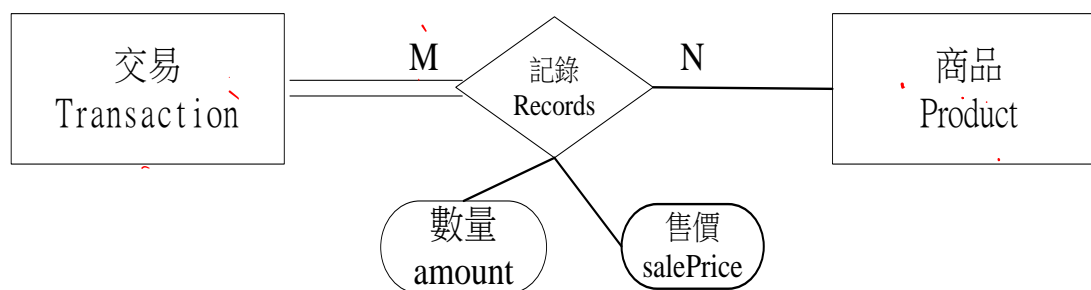 交易
Transaction
M
記錄
Records
N
商品
Product
數量
amount
售價
salePrice